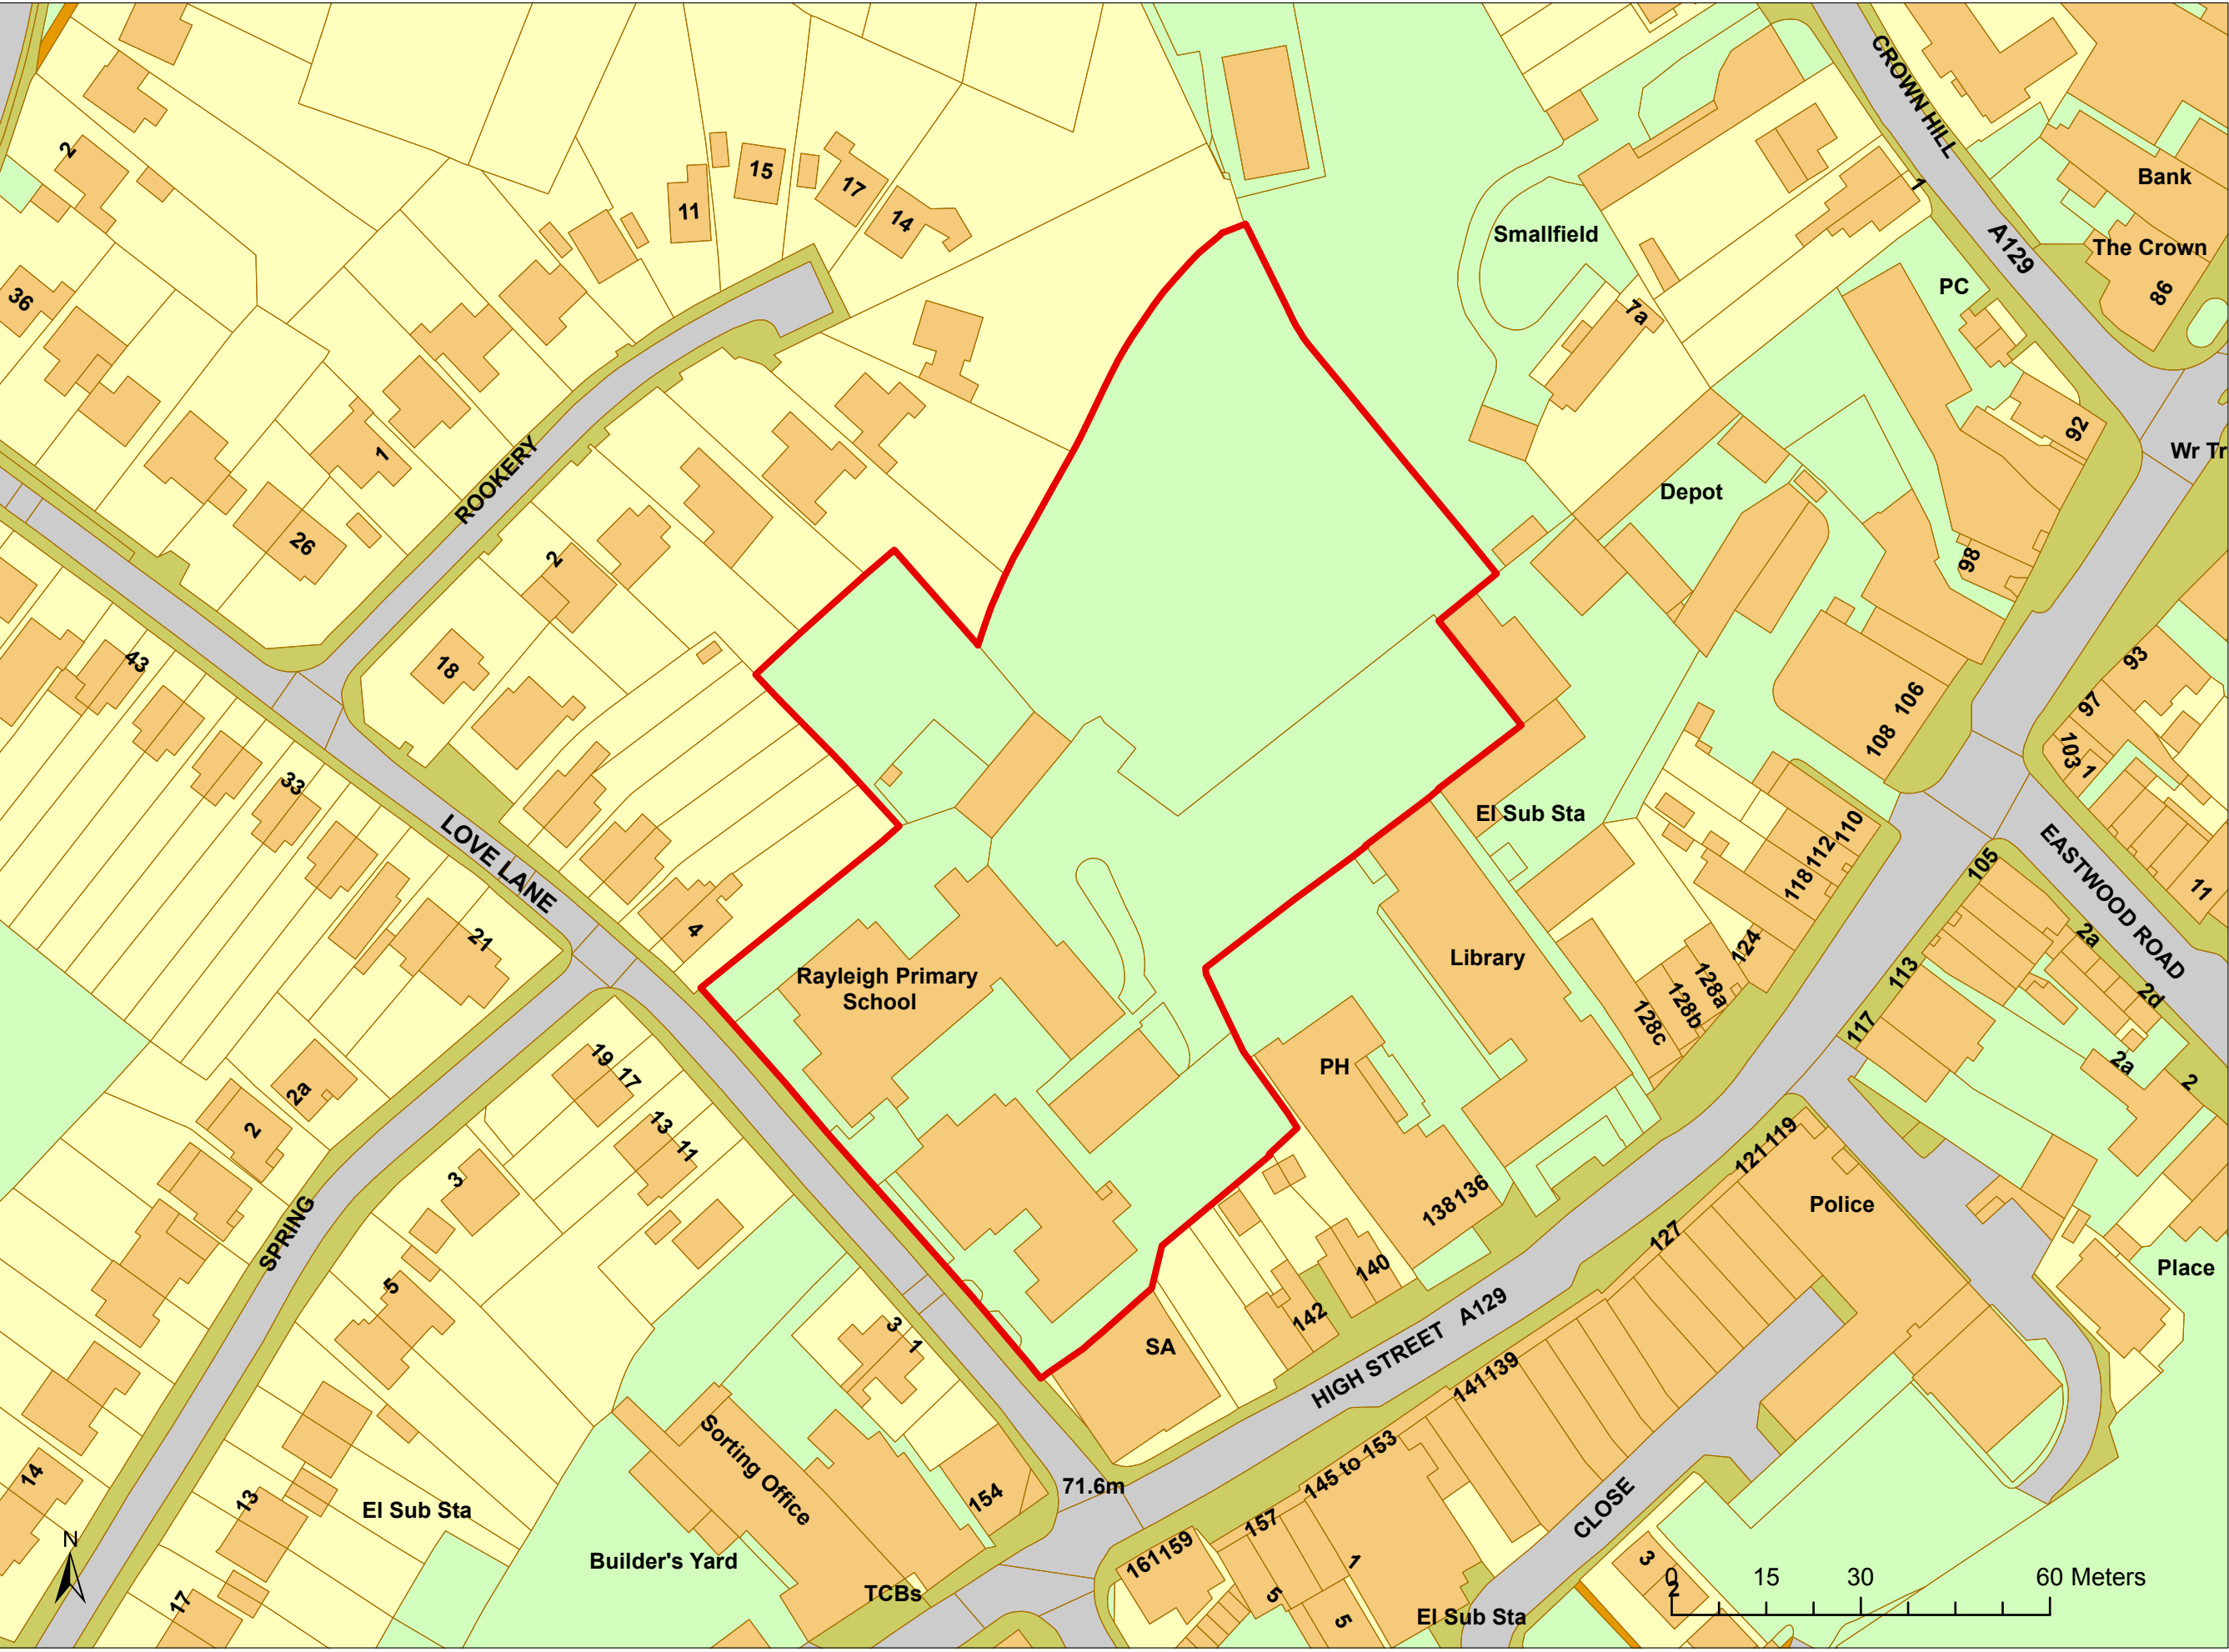 CROWN HILL
2
15
17
11
14
1
Bank
Smallfield
A129
The Crown
PC
86
36
7a
92
1
ROOKERY
Wr Tr
Depot
26
2
98
43
18
93
106
97
108
103
1
33
El Sub Sta
LOVE LANE
110
112
118
EASTWOOD ROAD
105
11
4
21
124
2a
Library
Rayleigh Primary
School
113
128a
2d
128b
128c
117
19
17
PH
2a
2a
2
13
11
2
119
121
3
138
136
Police
SPRING
127
5
140
Place
142
HIGH STREET
A129
3
1
SA
141
139
Sorting Office
145 to 153
14
154
71.6m
13
El Sub Sta
CLOSE
157
161
159
Builder's Yard
1
3
TCBs
5
2
0
15
30
60 Meters
N
17
5
El Sub Sta